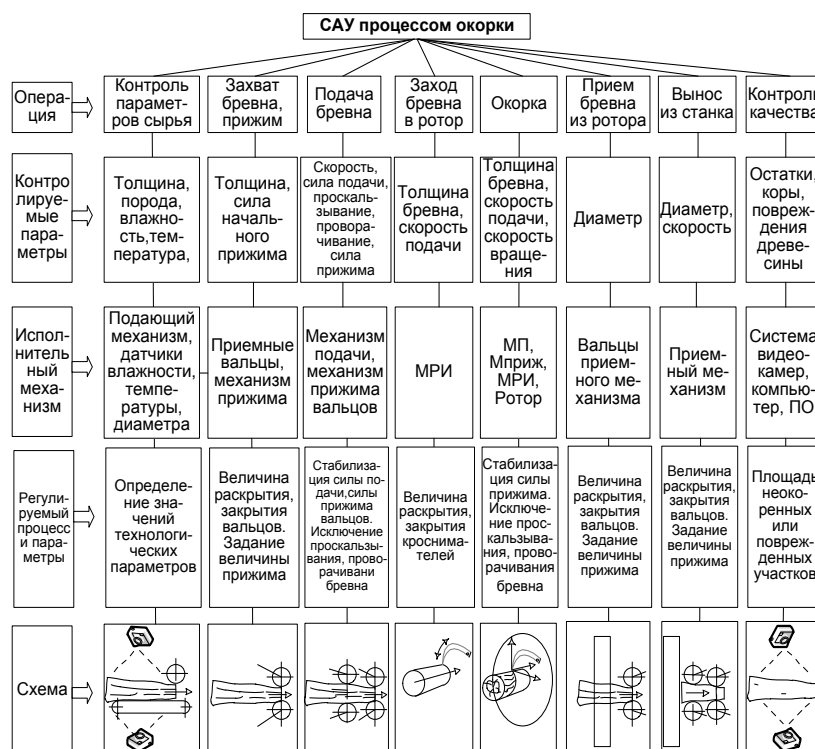 САУ процессом окорки
Опера-
ция
Контроль
парамет-
ров сырья
Захват
бревна,
прижим
Подача
бревна
Заход
бревна
в ротор
Окорка
Прием
бревна
из ротора
Вынос
из станка
Контроль
качества
Контро
лируе-
мые
пара-
метры
Толщина,
порода,
влажно-
сть,тем-
пература,
Толщина,
сила
началь-
ного
прижима
Скорость,
сила подачи,
проскаль-
зывание,
проворa-
чивание,
сила
прижима
Толщина
бревна,
скорость
подачи
Толщина
бревна,
скорость
подачи,
скорость
враще-
ния
Диаметр
Диаметр,
скорость
Остатки,
коры,
повреж-
дения
древе-
сины
Испол-
нитель
ный
меха-
низм
Подающий
механизм,
датчики
влажности,
темпе-
ратуры,
диаметра
Приемные
вальцы,
механизм
прижима
Механизм
подачи,
механизм
прижима
вальцов
МРИ
МП,
Мприж,
МРИ,
Ротор
Вальцы
прием-
ного ме-
ханизма
Прием-
ный ме-
ханизм
Система
видео-
камер,
компью-
тер, ПО
Регули-
руемый
процесс
и пара-
метры
Определе-
ние зна-
чений
технологи-
ческих
параметров
Величина
раскрытия,
закрытия
вальцов.
Задание
величины
прижима
Стабилиза-
ция силы по-
дачи,силы
прижима
вальцов.
Исключение
проскальзы-
вания, прово-
рачивани
бревна
Величина
раскрытия,
закрытия
кроснима-
телей
Стабилиза-
ция силы
прижима.
Исключе-
ние прос-
кальзыва-
ния, прово-
рачивания
бревна
Величина
раскрытия,
закрытия
вальцов.
Задание
величины
прижима
Величина
раскрытия,
закрытия
вальцов.
Задание
величины
прижима
Площадь
неоко-
ренных
или
повреж-
денных
участков
Схема